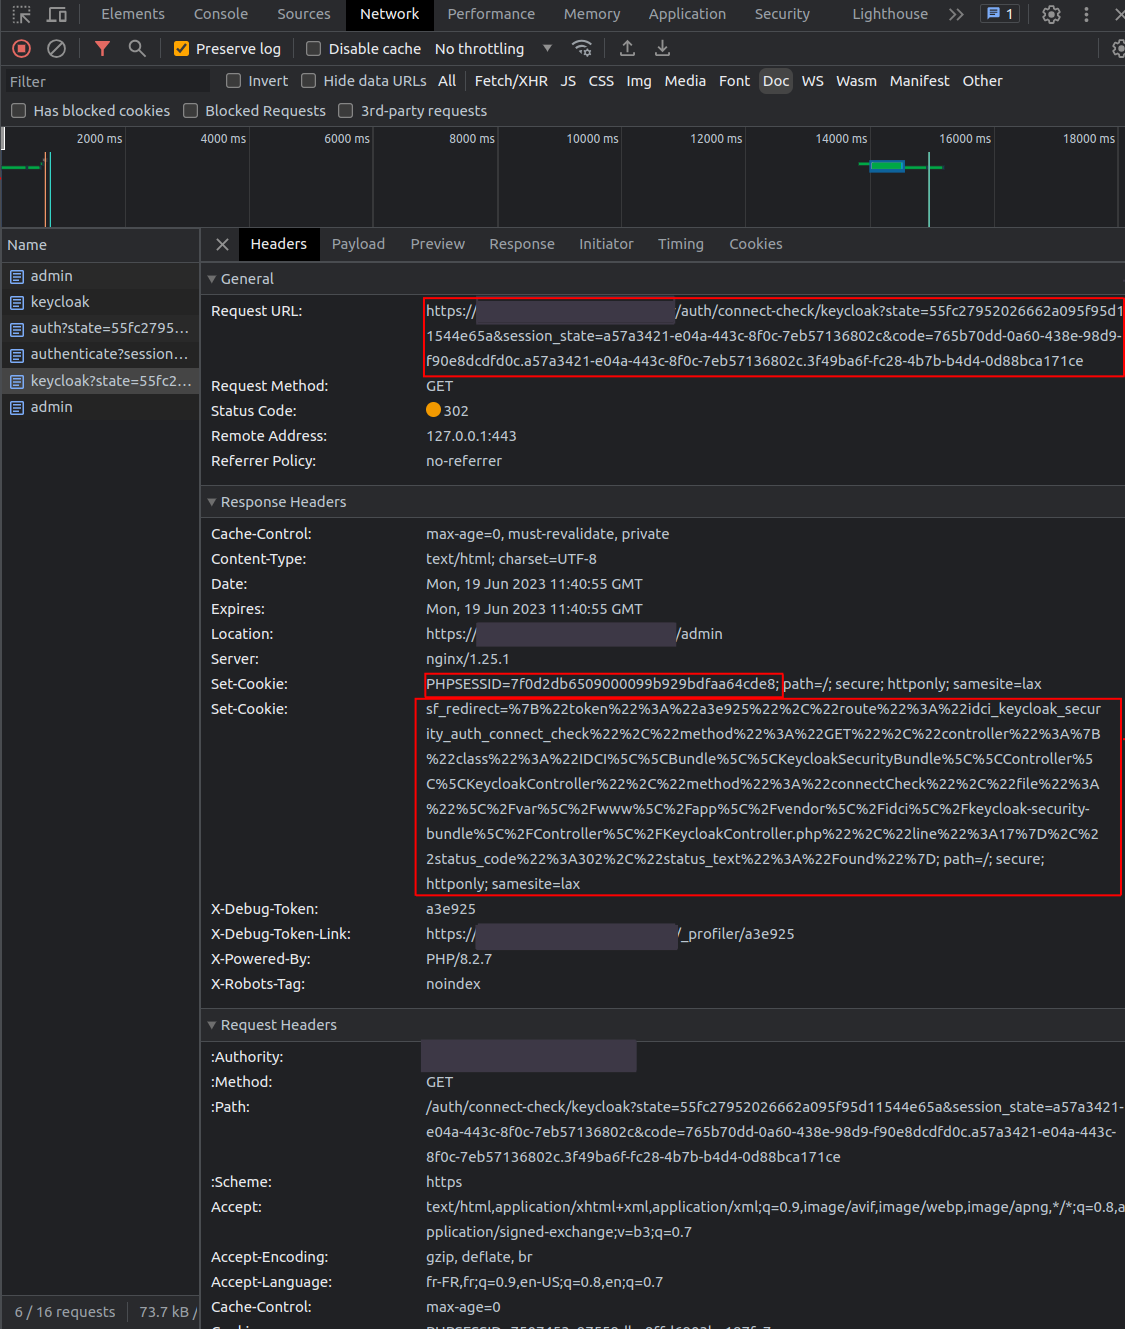 Elements Console Sources Network Performance Memory Application Security Lighthouse 1
Preserve log Disable cache No throttling
Filter Invert Hide data URLs All Fetch/XHR JS CSS Img Media Font Doc WS Wasm Manifest Other
Has blocked cookies Blocked Requests 3rd-party requests
2000 ms 4000 ms 6000 ms 8000 ms 10000 ms 12000 ms 14000 ms 16000 ms 18000 ms
Name
admin
keycloak
auth?state=55fc2795...
authenticate?session...
keycloak?state=55fc2...
admin
6 / 16 requests 73.7 kB /
Headers Payload Preview Response Initiator Timing Cookies
General
Request URL: https:// /auth/connect-check/keycloak?state=55fc27952026662a095f95d1
1544e65a&session_state=a57a3421-e04a-443c-8f0c-7eb57136802c&code=765b70dd-0a60-438e-98d9-
f90e8dcdfd0c.a57a3421-e04a-443c-8f0c-7eb57136802c.3f49ba6f-fc28-4b7b-b4d4-0d88bca171ce
Request Method: GET
Status Code: 302
Remote Address: 127.0.0.1:443
Referrer Policy: no-referrer
Response Headers
Cache-Control: max-age=0, must-revalidate, private
Content-Type: text/html; charset=UTF-8
Date: Mon, 19 Jun 2023 11:40:55 GMT
Expires: Mon, 19 Jun 2023 11:40:55 GMT
Location: https:// /admin
Server: nginx/1.25.1
Set-Cookie: PHPSESSID=7f0d2db6509000099b929bdfaa64cde8; path=/; secure; httponly; samesite=lax
Set-Cookie: sf_redirect=%7B%22token%22%3A%22a3e925%22%2C%22route%22%3A%22idci_keycloak_secur
ity_auth_connect_check%22%2C%22method%22%3A%22GET%22%2C%22controller%22%3A%7B
%22class%22%3A%22IDCI%5C%5CBundle%5C%5CKeycloakSecurityBundle%5C%5CController%5
C%5CKeycloakController%22%2C%22method%22%3A%22connectCheck%22%2C%22file%22%3A
%22%5C%2Fvar%5C%2Fwww%5C%2Fapp%5C%2Fvendor%5C%2Fidci%5C%2Fkeycloak-security-
bundle%5C%2FController%5C%2FKeycloakController.php%22%2C%22line%22%3A17%7D%2C%2
2status_code%22%3A302%2C%22status_text%22%3A%22Found%22%7D; path=/; secure;
httponly; samesite=lax
X-Debug-Token: a3e925
X-Debug-Token-Link: https:// /_profiler/a3e925
X-Powered-By: PHP/8.2.7
X-Robots-Tag: noindex
Request Headers
:Authority:
:Method: GET
:Path: /auth/connect-check/keycloak?state=55fc27952026662a095f95d11544e65a&session_state=a57a3421-
e04a-443c-8f0c-7eb57136802c&code=765b70dd-0a60-438e-98d9-f90e8dcdfd0c.a57a3421-e04a-443c-
8f0c-7eb57136802c.3f49ba6f-fc28-4b7b-b4d4-0d88bca171ce
:Scheme: https
Accept: text/html,application/xhtml+xml,application/xml;q=0.9,image/avif,image/webp,image/apng,*/*;q=0.8,a
pplication/signed-exchange;v=b3;q=0.7
Accept-Encoding: gzip, deflate, br
Accept-Language: fr-FR,fr;q=0.9,en-US;q=0.8,en;q=0.7
Cache-Control: max-age=0